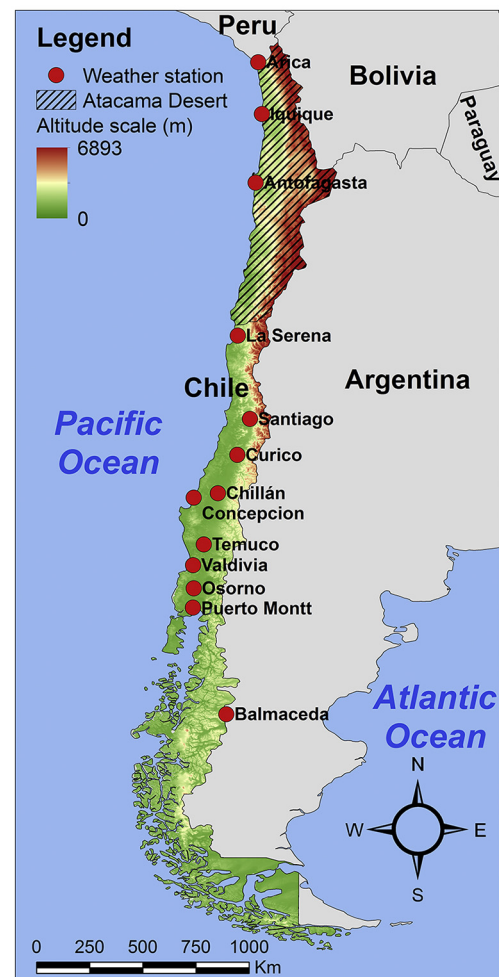 Peru
Legend
Weather station
Atacama Desert
Altitude scale (m)
6893
0
Arica
Bolivia
Iquique
Paraguay
Antofagasta
La Serena
Chile
Argentina
Santiago
Pacific
Ocean
Curico
Chillán
Concepcion
Temuco
Valdivia
Osorno
Puerto Montt
Balmaceda
Atlantic
Ocean
N
W
E
S
0 250 500 750 1000
Km